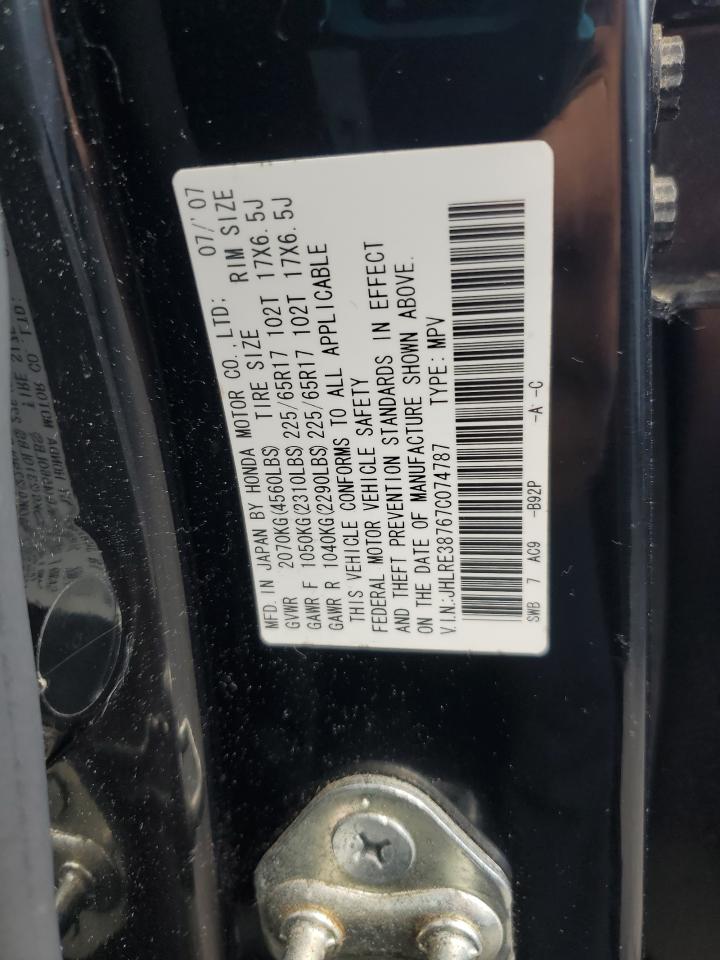 MFD. IN JAPAN BY HONDA MOTOR CO., LTD; 07/'07
GVWR 2070KG(4560LBS) TIRE SIZE RIM SIZE
GAWR F 1050KG(2310LBS) 225/65R17 102T 17X6.5J
GAWR R 1040KG(2290LBS) 225/65R17 102T 17X6.5J
THIS VEHICLE CONFORMS TO ALL APPLICABLE
FEDERAL MOTOR VEHICLE SAFETY
AND THEFT PREVENTION STANDARDS IN EFFECT
ON THE DATE OF MANUFACTURE SHOWN ABOVE.
V.I.N.:JHLRE38767C074787 TYPE: MPV
SWB 7 AC9 -B92P -A -C